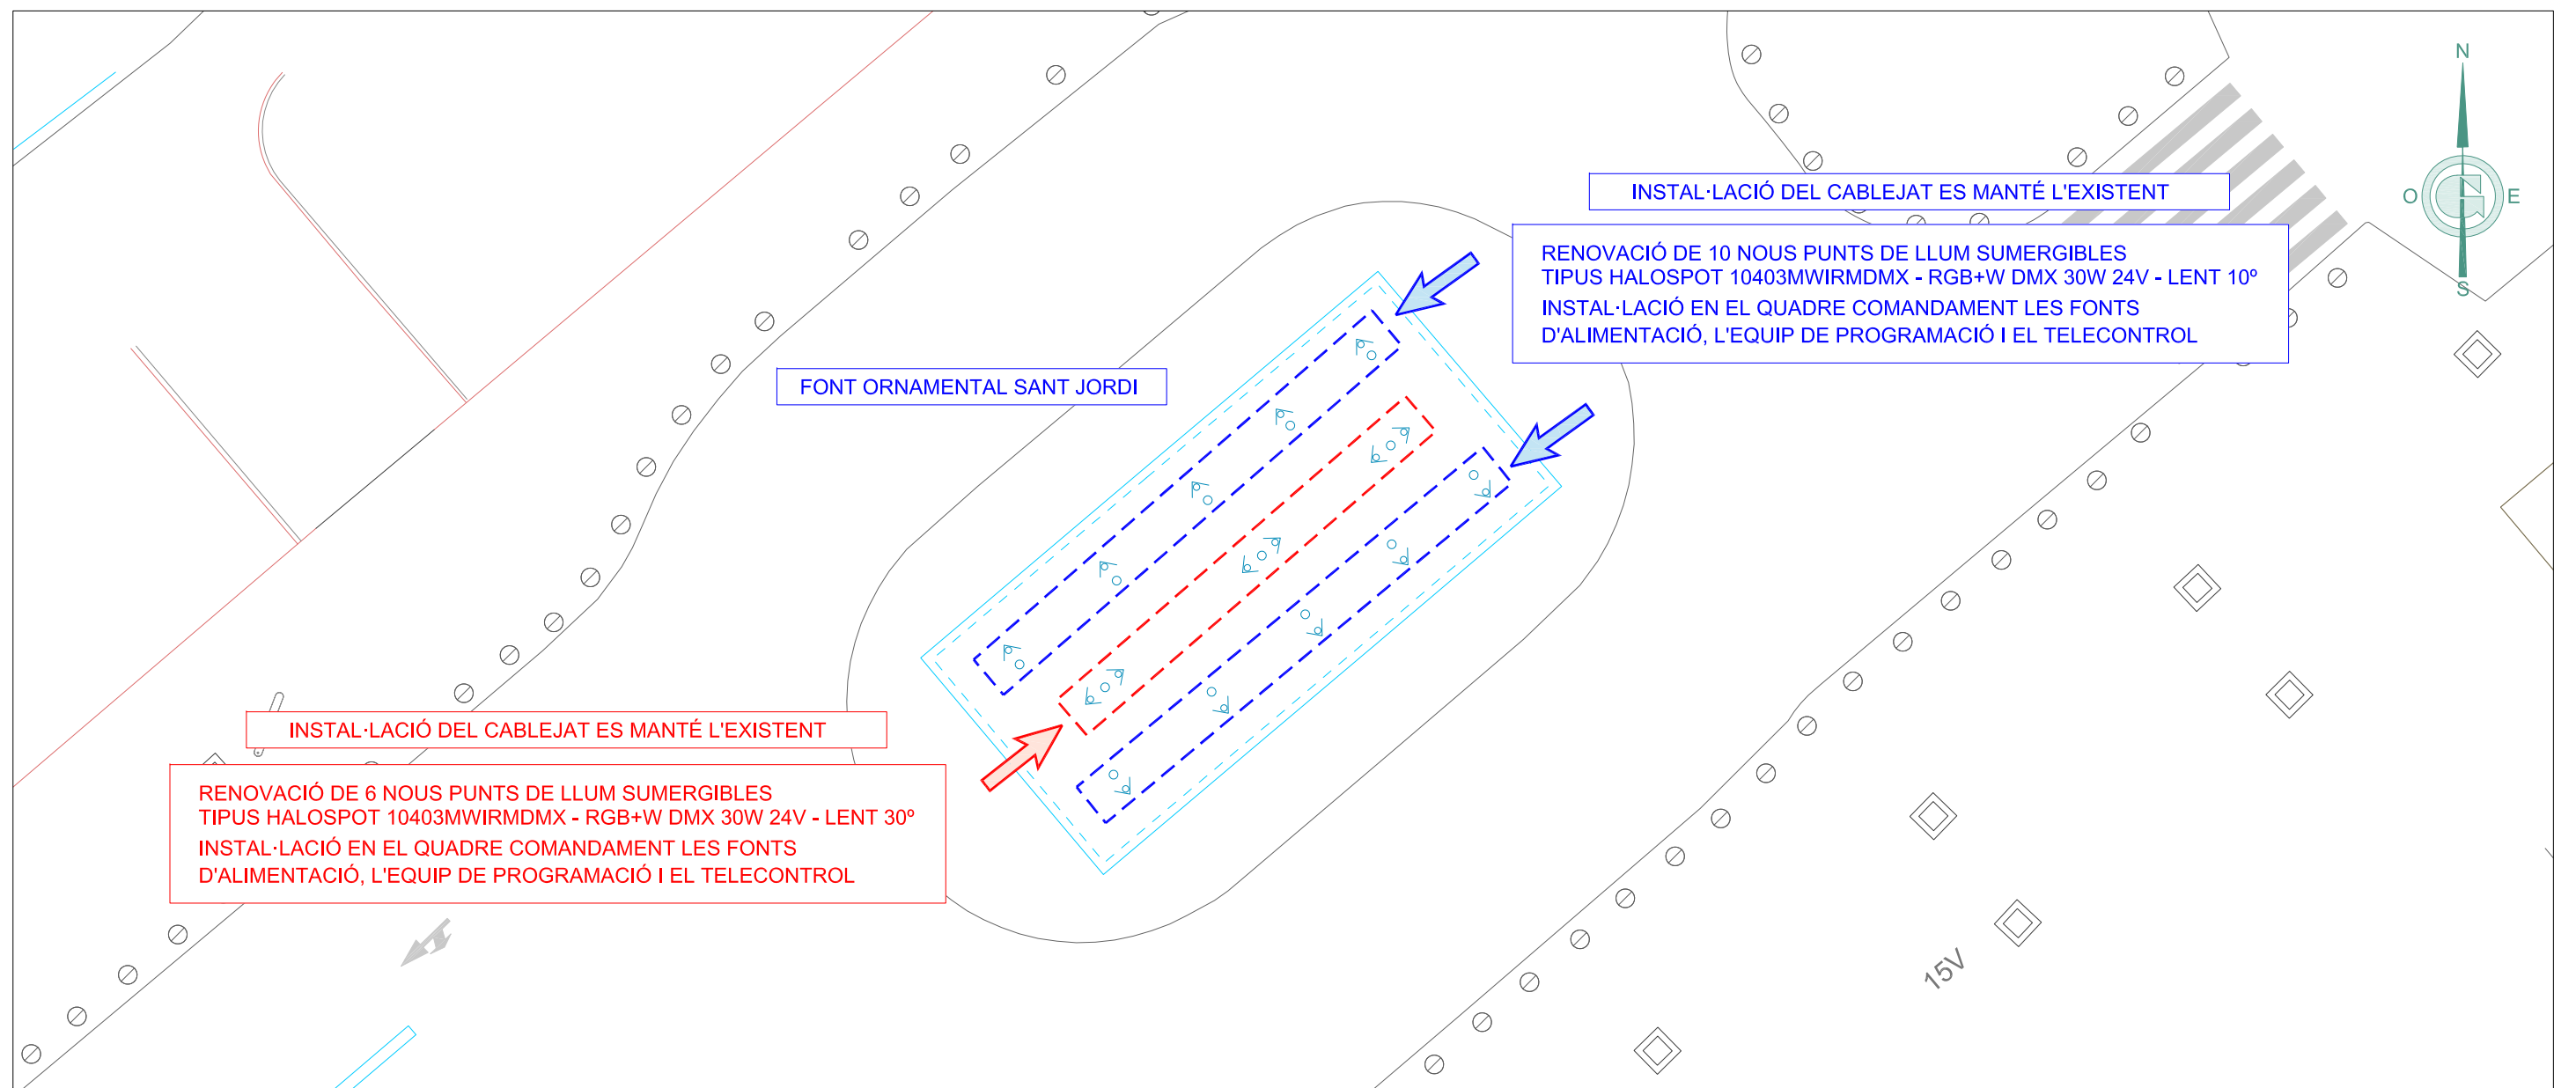 N
O
E
S
INSTAL·LACIÓ DEL CABLEJAT ES MANTÉ L'EXISTENT
RENOVACIÓ DE 10 NOUS PUNTS DE LLUM SUMERGIBLES
TIPUS HALOSPOT 10403MWIRMDMX - RGB+W DMX 30W 24V - LENT 10º
INSTAL·LACIÓ EN EL QUADRE COMANDAMENT LES FONTS
D'ALIMENTACIÓ, L'EQUIP DE PROGRAMACIÓ I EL TELECONTROL
FONT ORNAMENTAL SANT JORDI
INSTAL·LACIÓ DEL CABLEJAT ES MANTÉ L'EXISTENT
RENOVACIÓ DE 6 NOUS PUNTS DE LLUM SUMERGIBLES
TIPUS HALOSPOT 10403MWIRMDMX - RGB+W DMX 30W 24V - LENT 30º
INSTAL·LACIÓ EN EL QUADRE COMANDAMENT LES FONTS
D'ALIMENTACIÓ, L'EQUIP DE PROGRAMACIÓ I EL TELECONTROL
15V